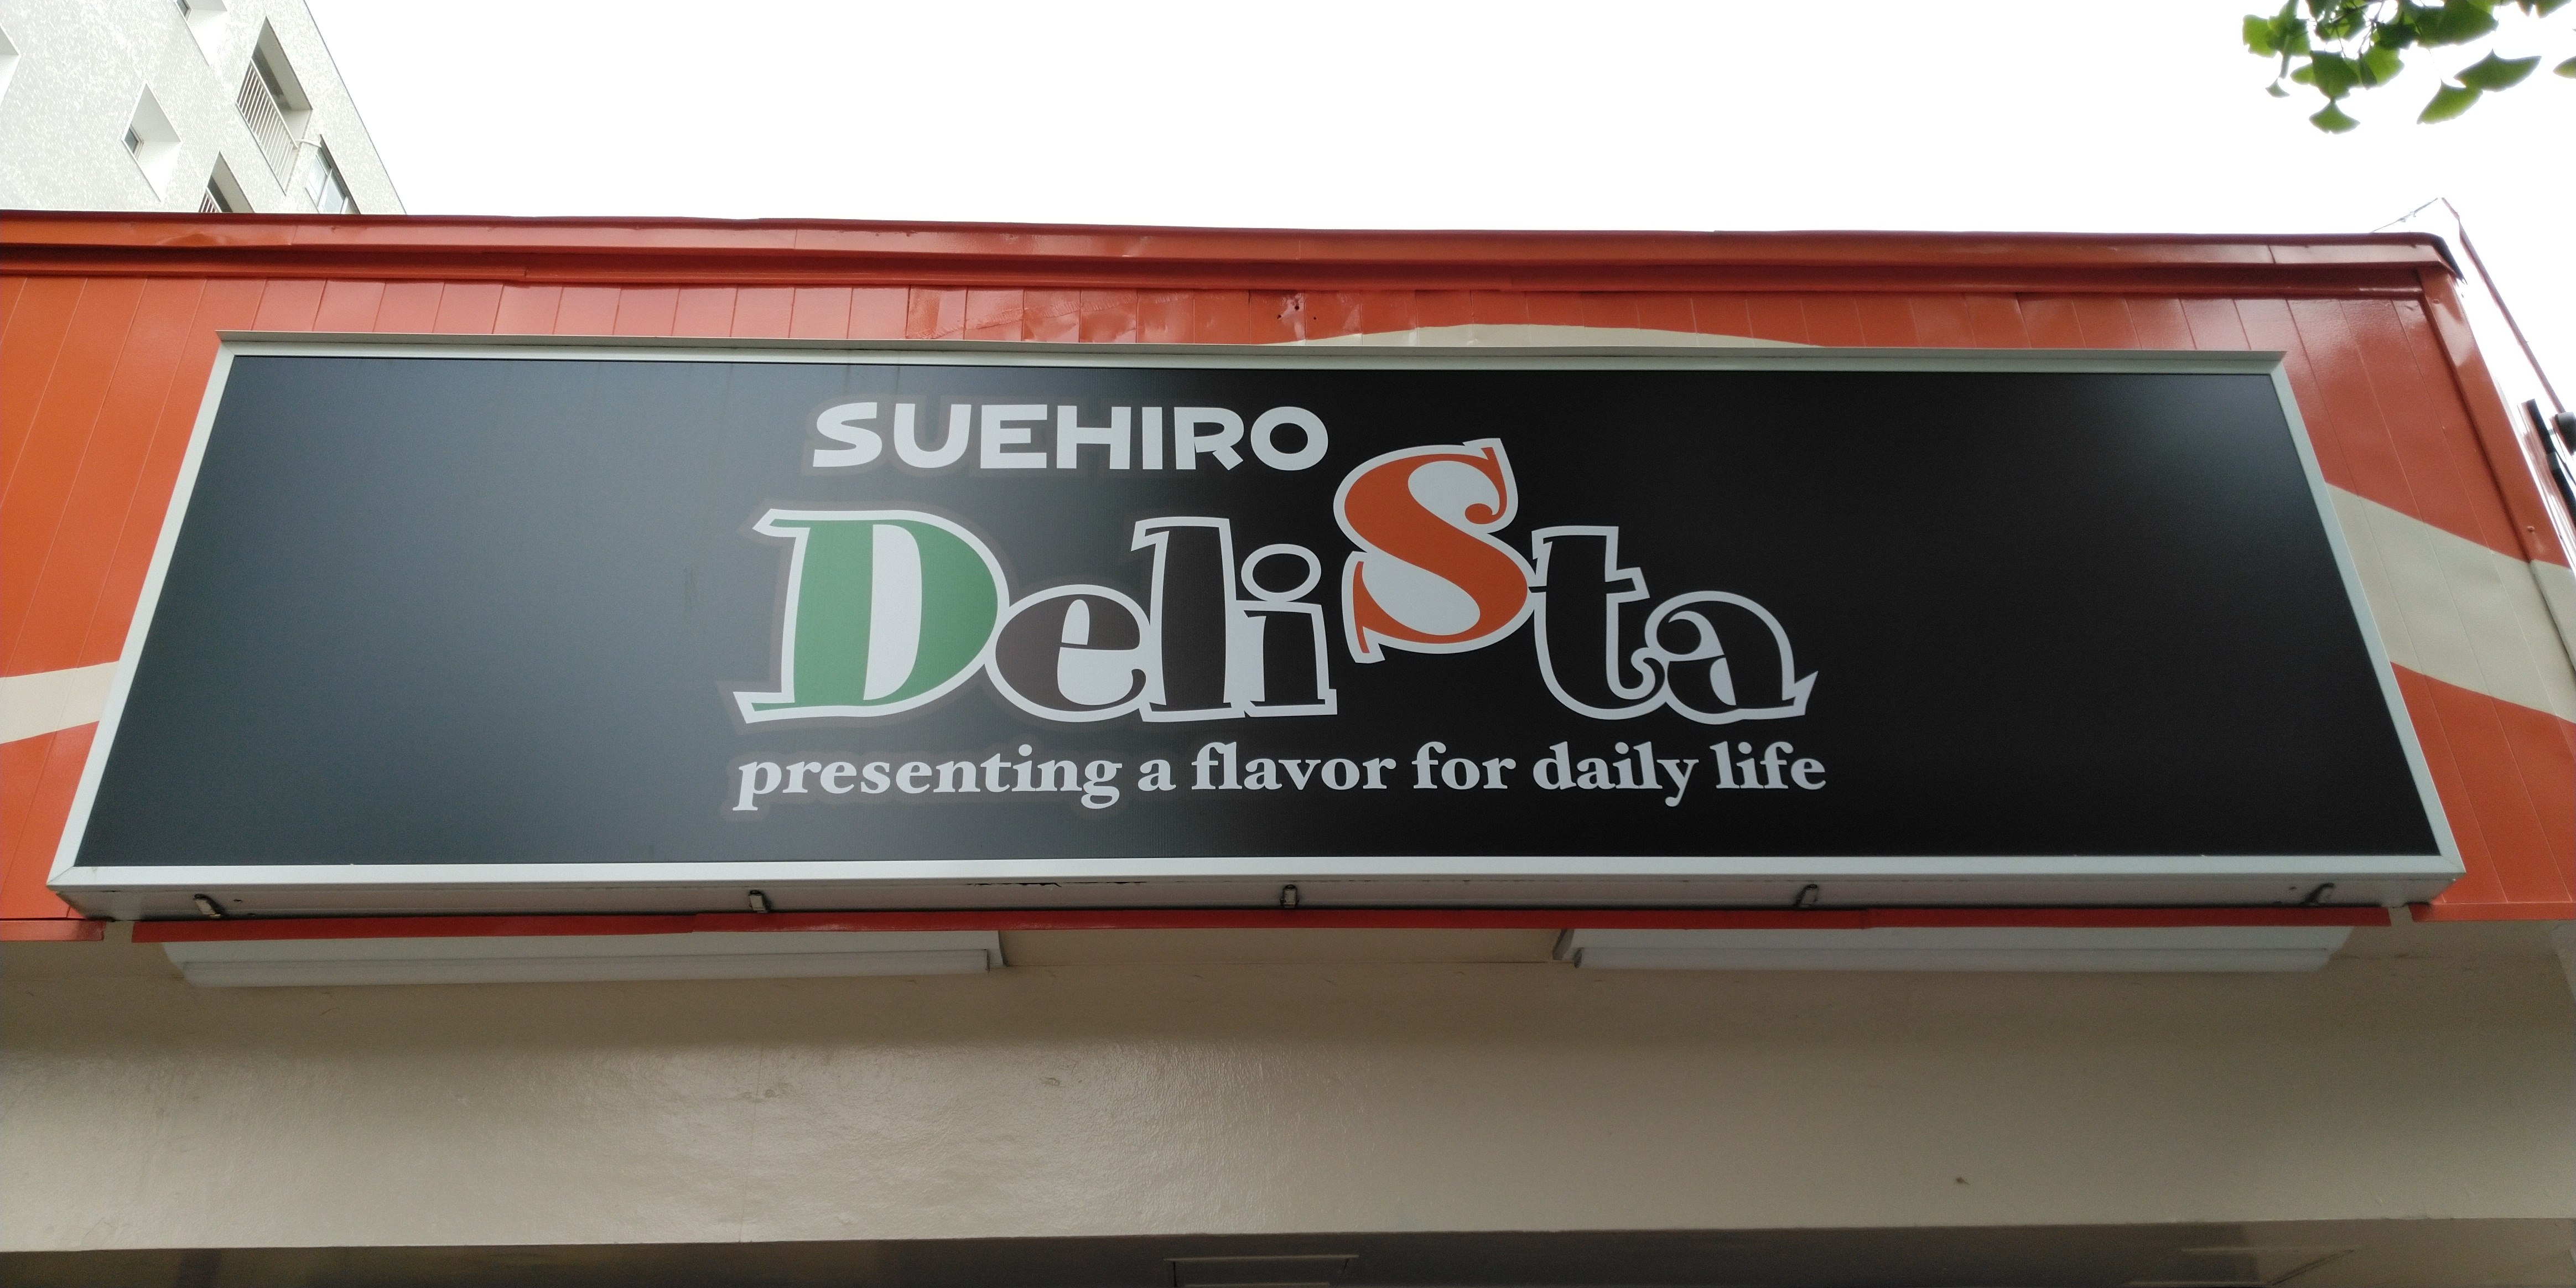 SUEHIRO
DeliSta
presenting a flavor for daily life